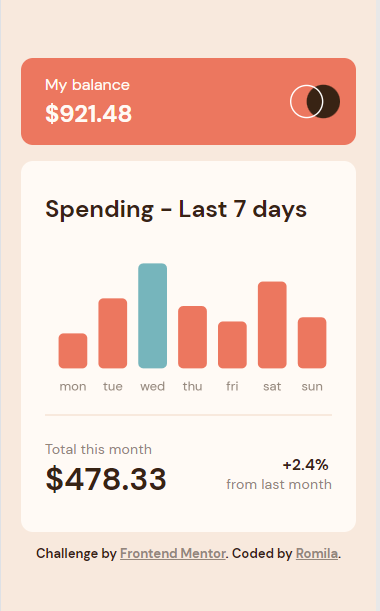 My balance
$921.48
Spending - Last 7 days
mon tue wed thu fri sat sun
Total this month
$478.33
+2.4%
from last month
Challenge by Frontend Mentor. Coded by Romila.